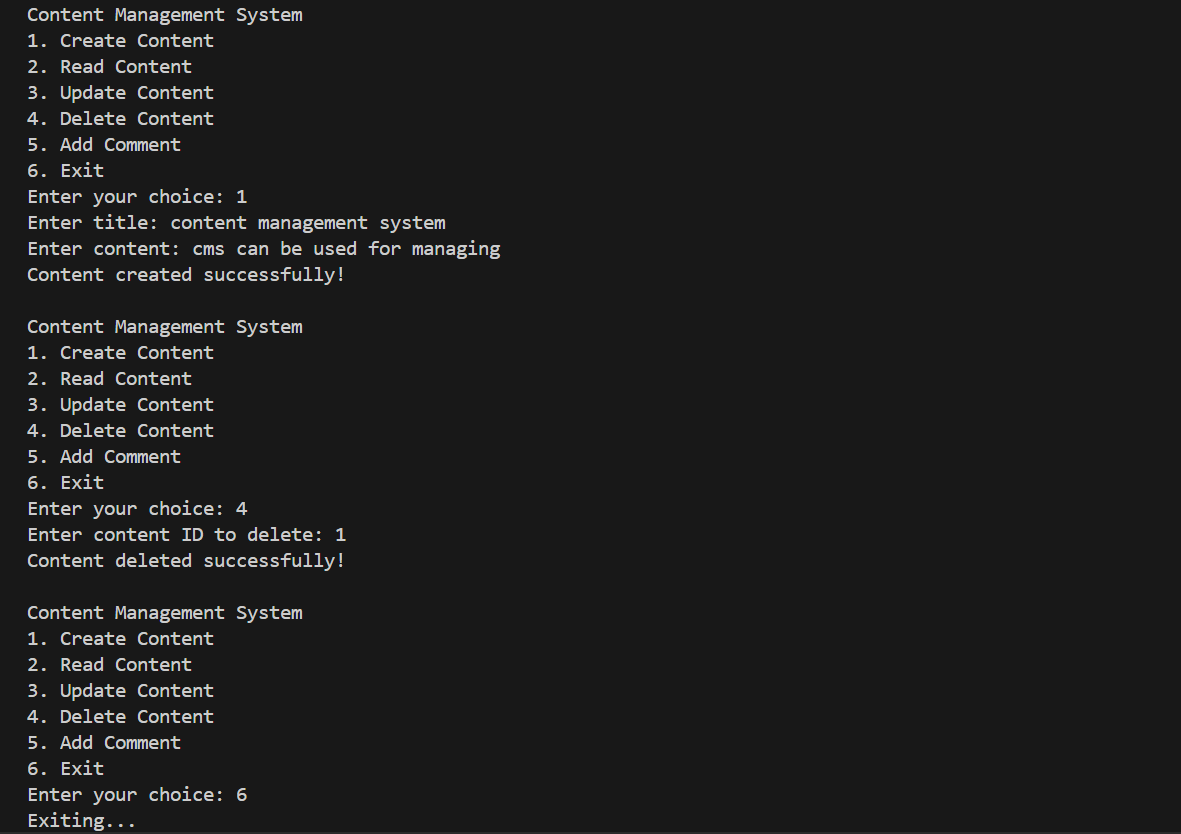 Content Management System
1. Create Content
2. Read Content
3. Update Content
4. Delete Content
5. Add Comment
6. Exit
Enter your choice: 1
Enter title: content management system
Enter content: cms can be used for managing
Content created successfully!

Content Management System
1. Create Content
2. Read Content
3. Update Content
4. Delete Content
5. Add Comment
6. Exit
Enter your choice: 4
Enter content ID to delete: 1
Content deleted successfully!

Content Management System
1. Create Content
2. Read Content
3. Update Content
4. Delete Content
5. Add Comment
6. Exit
Enter your choice: 6
Exiting...